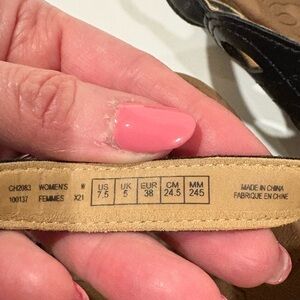 CH2083 WOMEN'S W US UK EUR CM MM MADE IN CHINA
100137 FEMMES X21 7.5 5 38 24.5 245 FABRIQUE EN CHINE